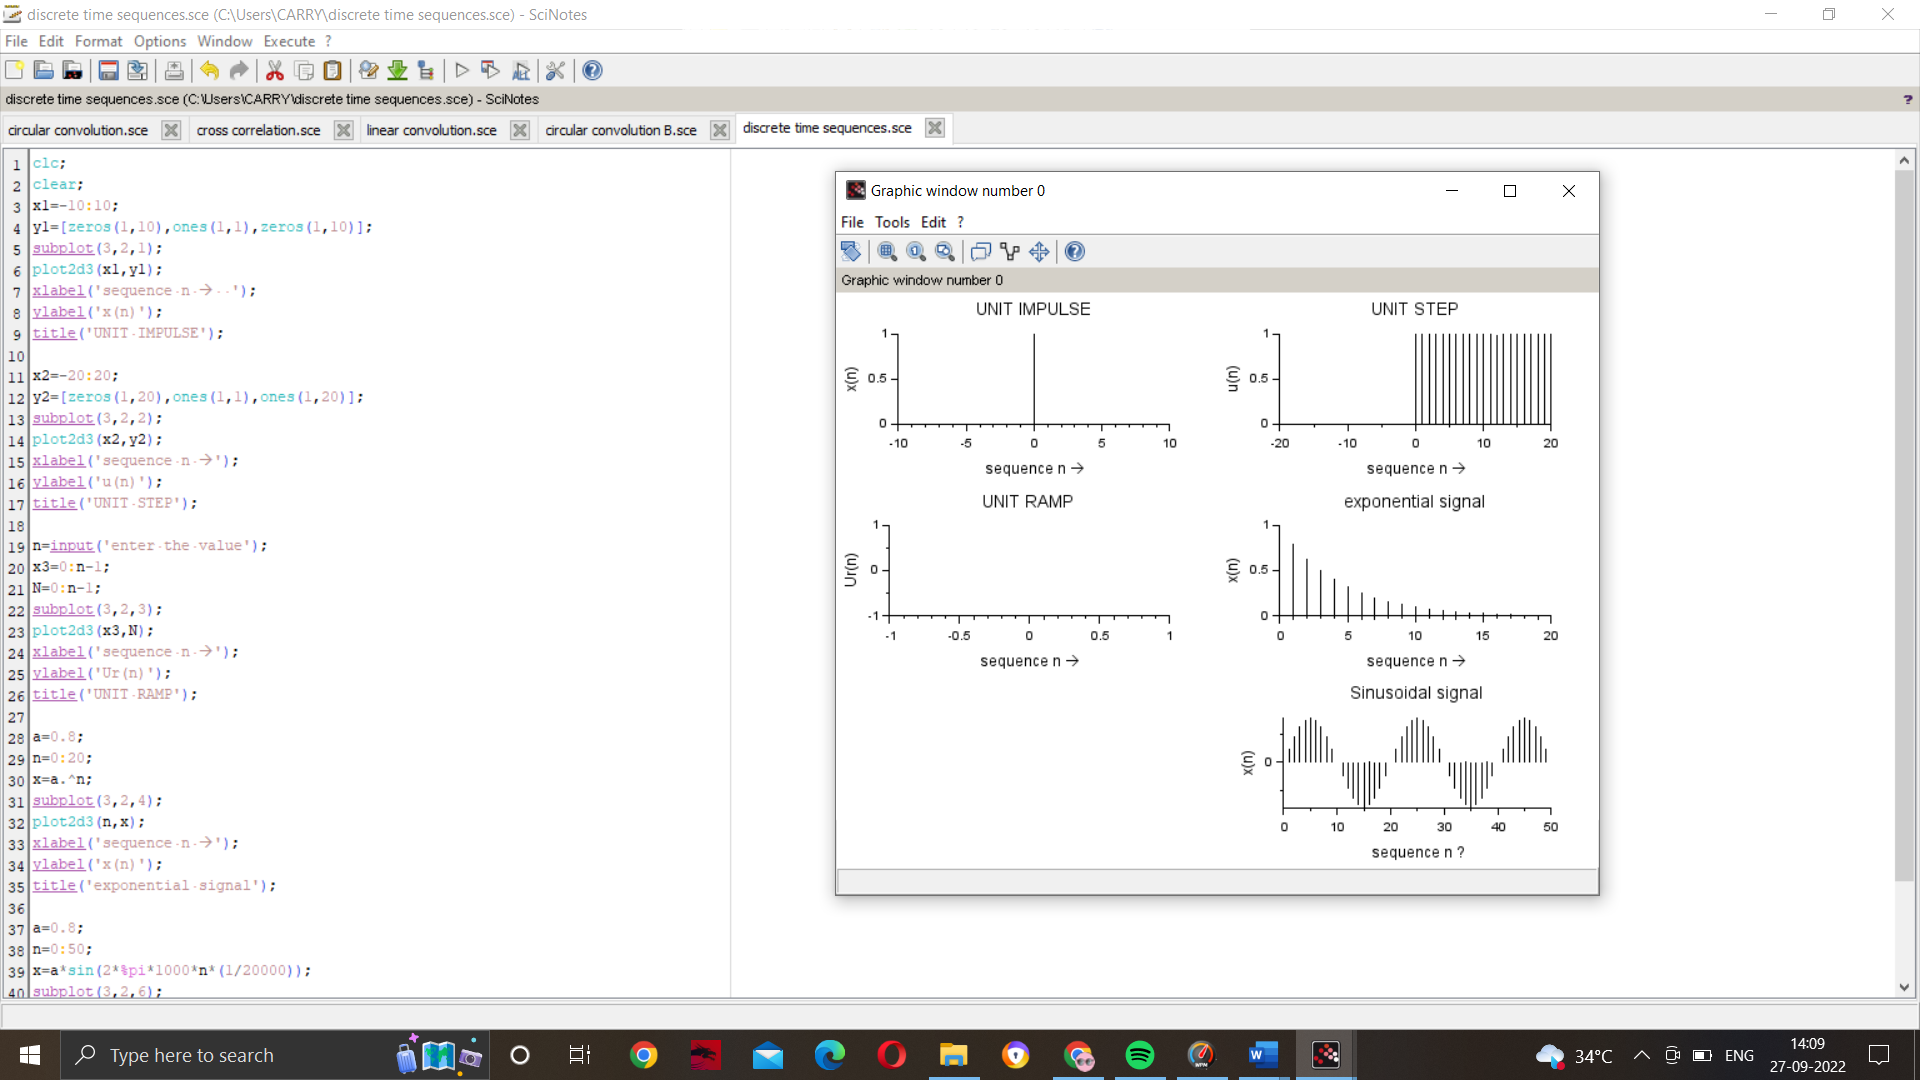 discrete time sequences.sce (C:\Users\CARRY\discrete time sequences.sce) - SciNotes
File Edit Format Options Window Execute ?
discrete time sequences.sce (C:\Users\CARRY\discrete time sequences.sce) - SciNotes
?
circular convolution.sce cross correlation.sce linear convolution.sce circular convolution B.sce discrete time sequences.sce
1 clc;
2 clear;
3 x1=-10:10;
4 y1=[zeros(1,10),ones(1,1),zeros(1,10)];
5 subplot(3,2,1);
6 plot2d3(x1,y1);
7 xlabel('sequence n → ');
8 ylabel('x(n)');
9 title('UNIT IMPULSE');
10
11 x2=-20:20;
12 y2=[zeros(1,20),ones(1,1),ones(1,20)];
13 subplot(3,2,2);
14 plot2d3(x2,y2);
15 xlabel('sequence n →');
16 ylabel('u(n)');
17 title('UNIT STEP');
18
19 n=input('enter the value');
20 x3=0:n-1;
21 N=0:n-1;
22 subplot(3,2,3);
23 plot2d3(x3,N);
24 xlabel('sequence n →');
25 ylabel('Ur(n)');
26 title('UNIT RAMP');
27
28 a=0.8;
29 n=0:20;
30 x=a.^n;
31 subplot(3,2,4);
32 plot2d3(n,x);
33 xlabel('sequence n →');
34 ylabel('x(n)');
35 title('exponential signal');
36
37 a=0.8;
38 n=0:50;
39 x=a*sin(2*%pi*1000*n*(1/20000));
40 subplot(3,2,6);
Graphic window number 0
File Tools Edit ?
Graphic window number 0
UNIT IMPULSE
x(n)
1
0.5
0
-10 -5 0 5 10
sequence n →
UNIT STEP
u(n)
1
0.5
0
-20 -10 0 10 20
sequence n →
UNIT RAMP
Ur(n)
1
0
-1
-1 -0.5 0 0.5 1
sequence n →
exponential signal
x(n)
1
0.5
0
0 5 10 15 20
sequence n →
Sinusoidal signal
x(n)
0
0 10 20 30 40 50
sequence n ?
Type here to search
34°C
ENG
14:09
27-09-2022